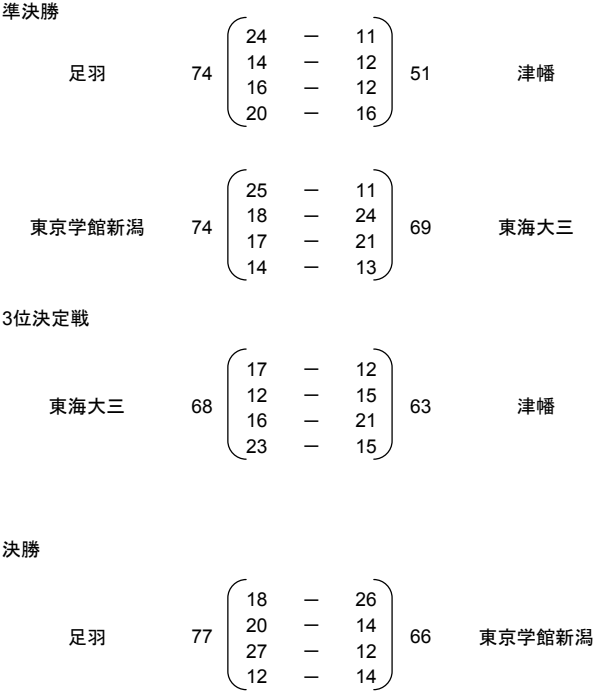 準決勝
24 － 11
足羽 74 14 － 12 51 津幡
16 － 12
20 － 16
25 － 11
東京学館新潟 74 18 － 24 69 東海大三
17 － 21
14 － 13
3位決定戦
17 － 12
東海大三 68 12 － 15 63 津幡
16 － 21
23 － 15
決勝
18 － 26
足羽 77 20 － 14 66 東京学館新潟
27 － 12
12 － 14